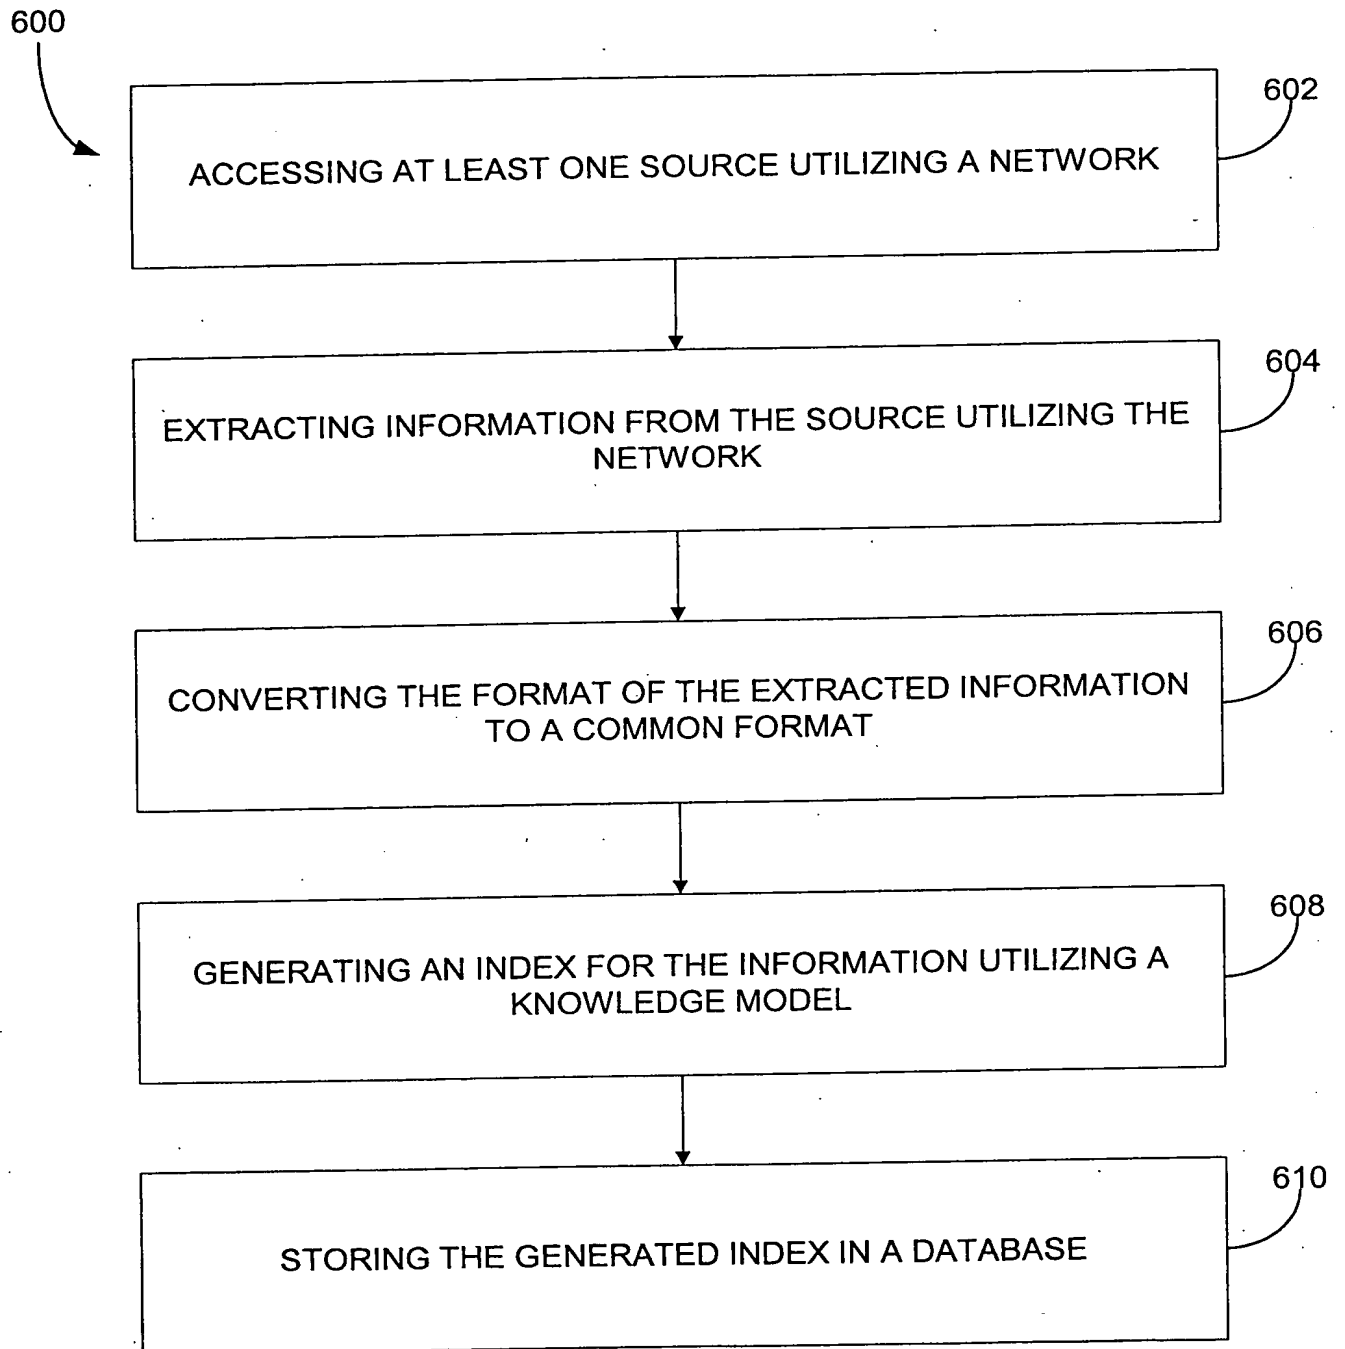 600
602
ACCESSING AT LEAST ONE SOURCE UTILIZING A NETWORK
604
EXTRACTING INFORMATION FROM THE SOURCE UTILIZING THE
NETWORK
606
CONVERTING THE FORMAT OF THE EXTRACTED INFORMATION
TO A COMMON FORMAT
608
GENERATING AN INDEX FOR THE INFORMATION UTILIZING A
KNOWLEDGE MODEL
610
STORING THE GENERATED INDEX IN A DATABASE